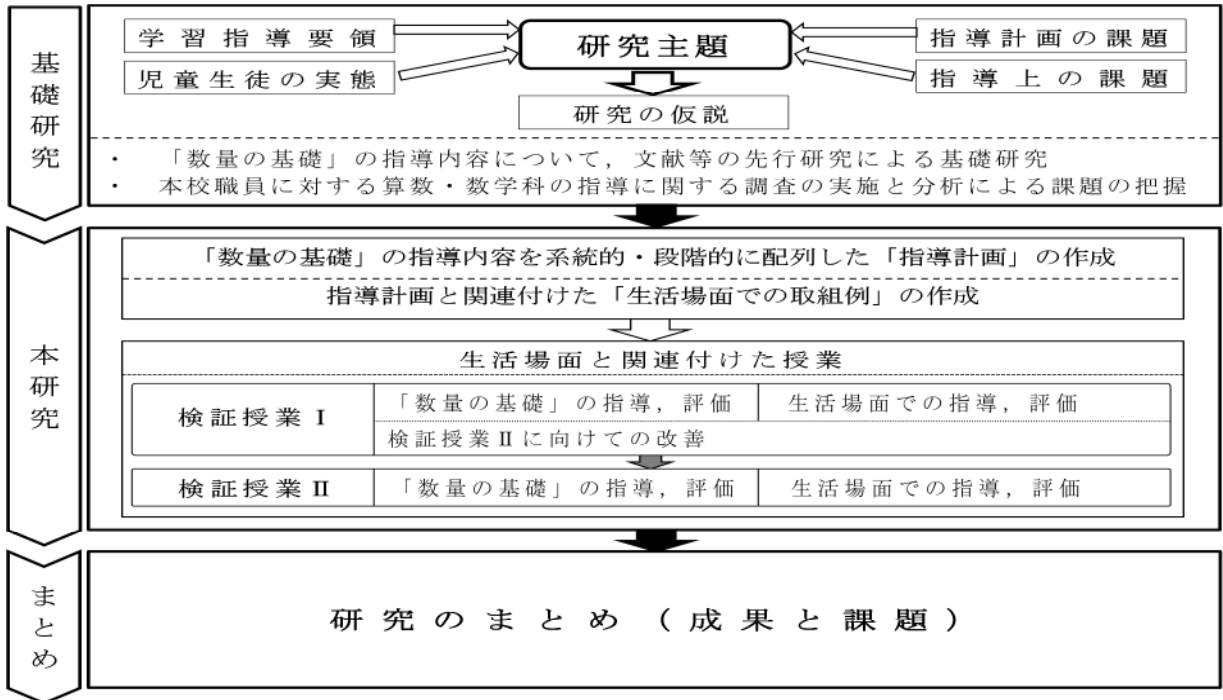 基礎研究
学習指導要領
児童生徒の実態
研究主題
指導計画の課題
指導上の課題
研究の仮説
・ 「数量の基礎」の指導内容について，文献等の先行研究による基礎研究
・ 本校職員に対する算数・数学科の指導に関する調査の実施と分析による課題の把握
本研究
「数量の基礎」の指導内容を系統的・段階的に配列した「指導計画」の作成
指導計画と関連付けた「生活場面での取組例」の作成
生活場面と関連付けた授業
検証授業Ⅰ
「数量の基礎」の指導，評価
生活場面での指導，評価
検証授業Ⅱに向けての改善
検証授業Ⅱ
「数量の基礎」の指導，評価
生活場面での指導，評価
まとめ
研究のまとめ（成果と課題）